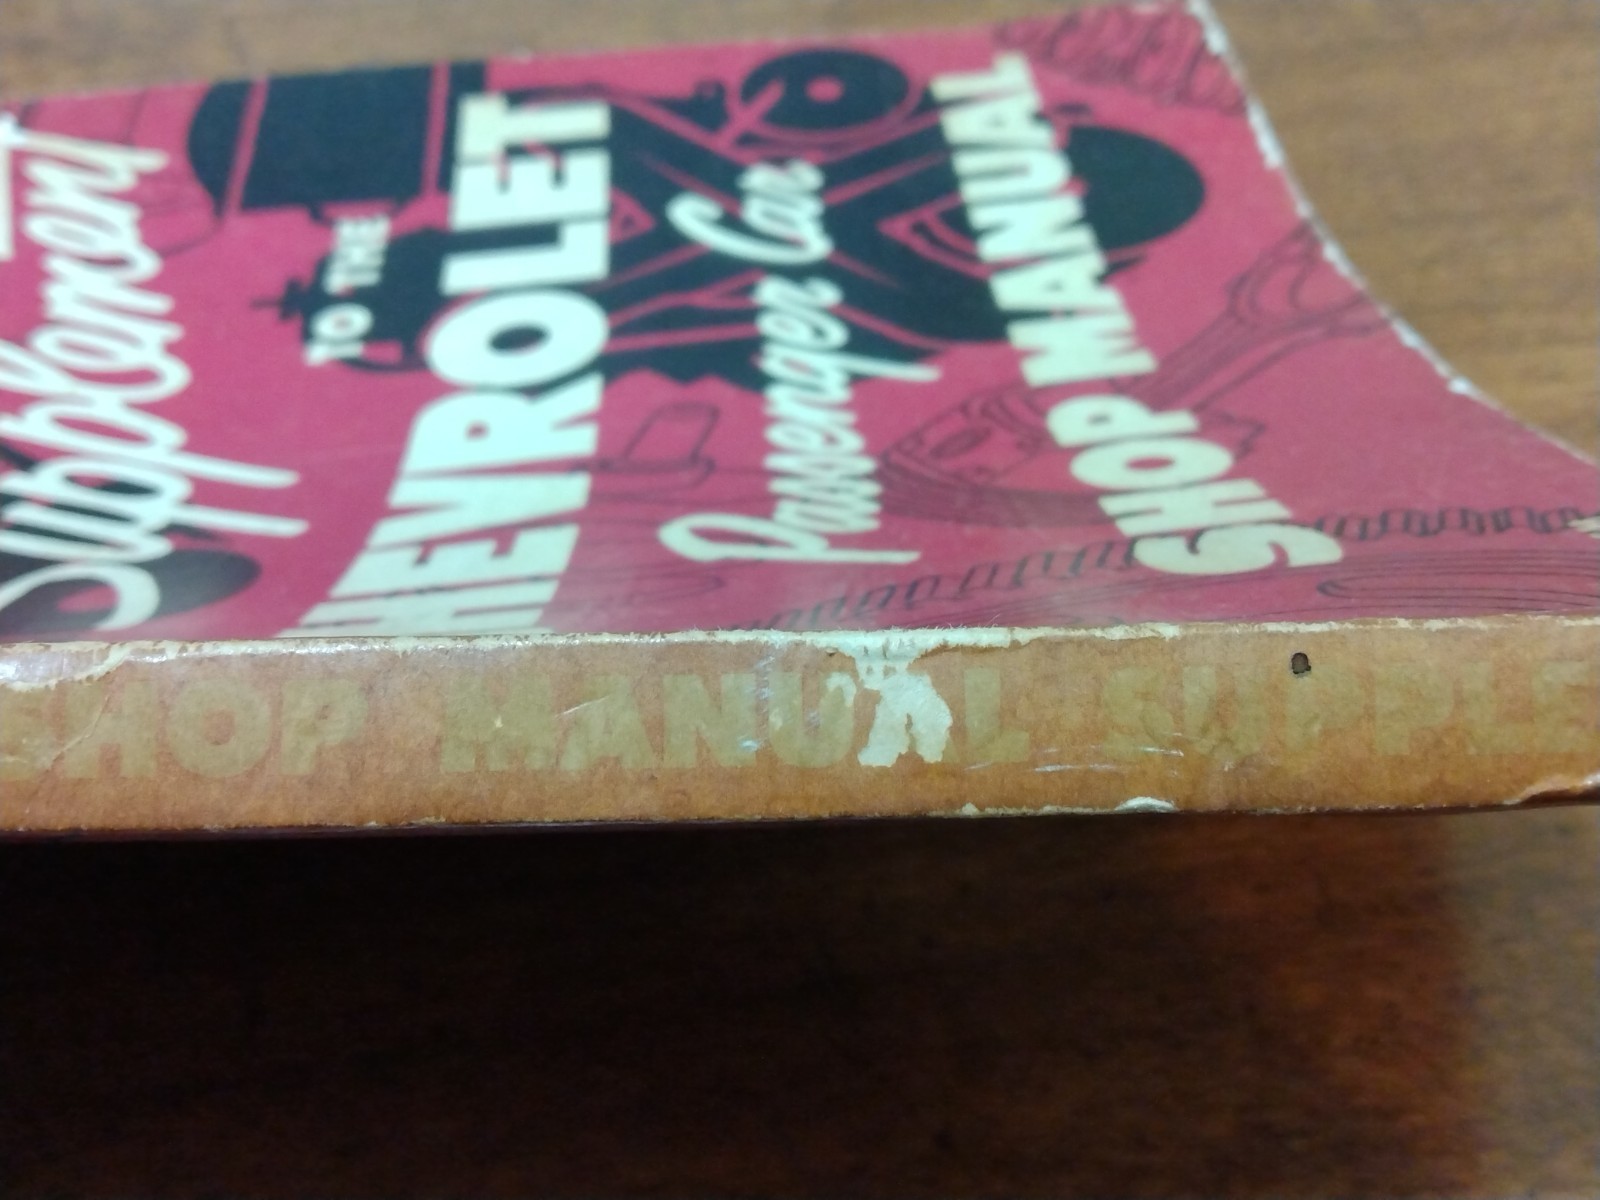 Supplement
TO THE
HEVROLET
Passenger Car
SHOP MANUAL
SHOP MANUAL SUPPLE